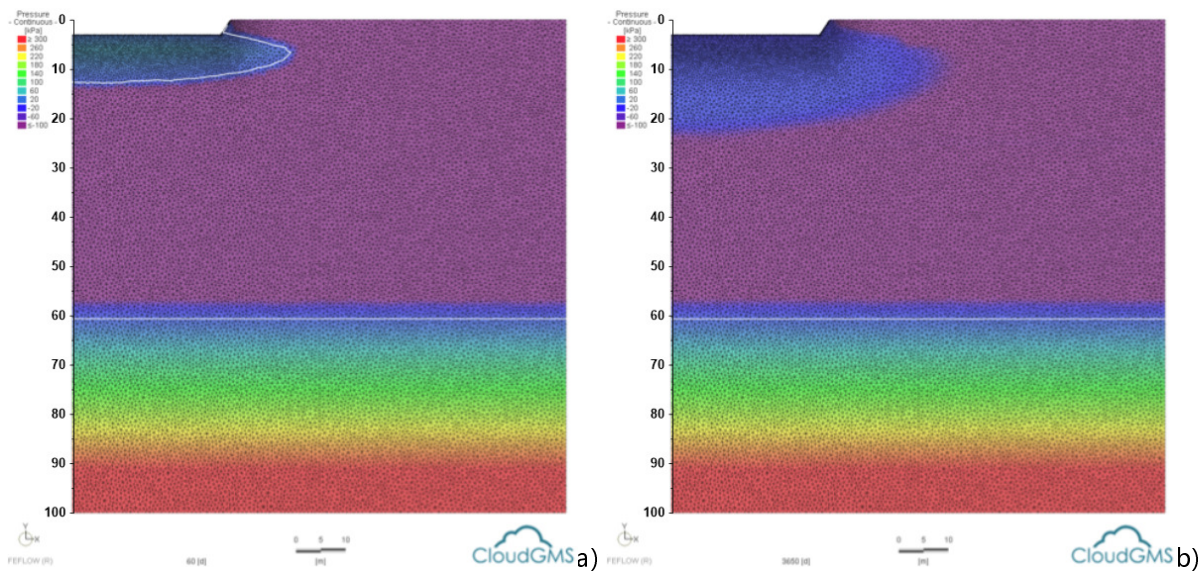 Pressure
- Continuous -
[kPa]
≥ 300
260
220
180
140
100
60
20
-20
-60
≤-100
0
10
20
30
40
50
60
70
80
90
100
Y
X
FEFLOW (R)
60 [d]
0 5 10
[m]
CloudGMS
a)
Pressure
- Continuous -
[kPa]
≥ 300
260
220
180
140
100
60
20
-20
-60
≤-100
0
10
20
30
40
50
60
70
80
90
100
Y
X
FEFLOW (R)
3650 [d]
0 5 10
[m]
CloudGMS
b)